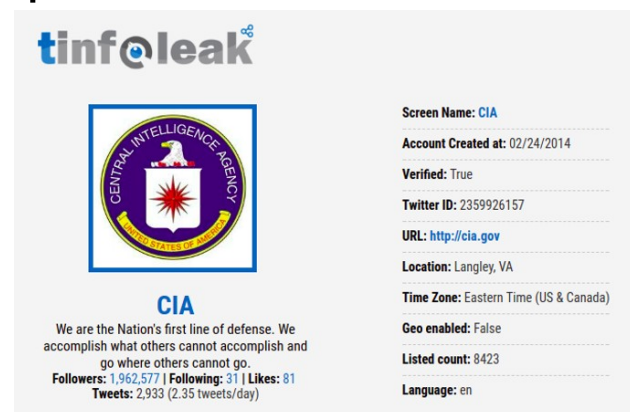 tinfoleak
CENTRAL INTELLIGENCE AGENCY
UNITED STATES OF AMERICA
CIA
We are the Nation's first line of defense. We
accomplish what others cannot accomplish and
go where others cannot go.
Followers: 1,962,577 | Following: 31 | Likes: 81
Tweets: 2,933 (2.35 tweets/day)
Screen Name: CIA
Account Created at: 02/24/2014
Verified: True
Twitter ID: 2359926157
URL: http://cia.gov
Location: Langley, VA
Time Zone: Eastern Time (US & Canada)
Geo enabled: False
Listed count: 8423
Language: en